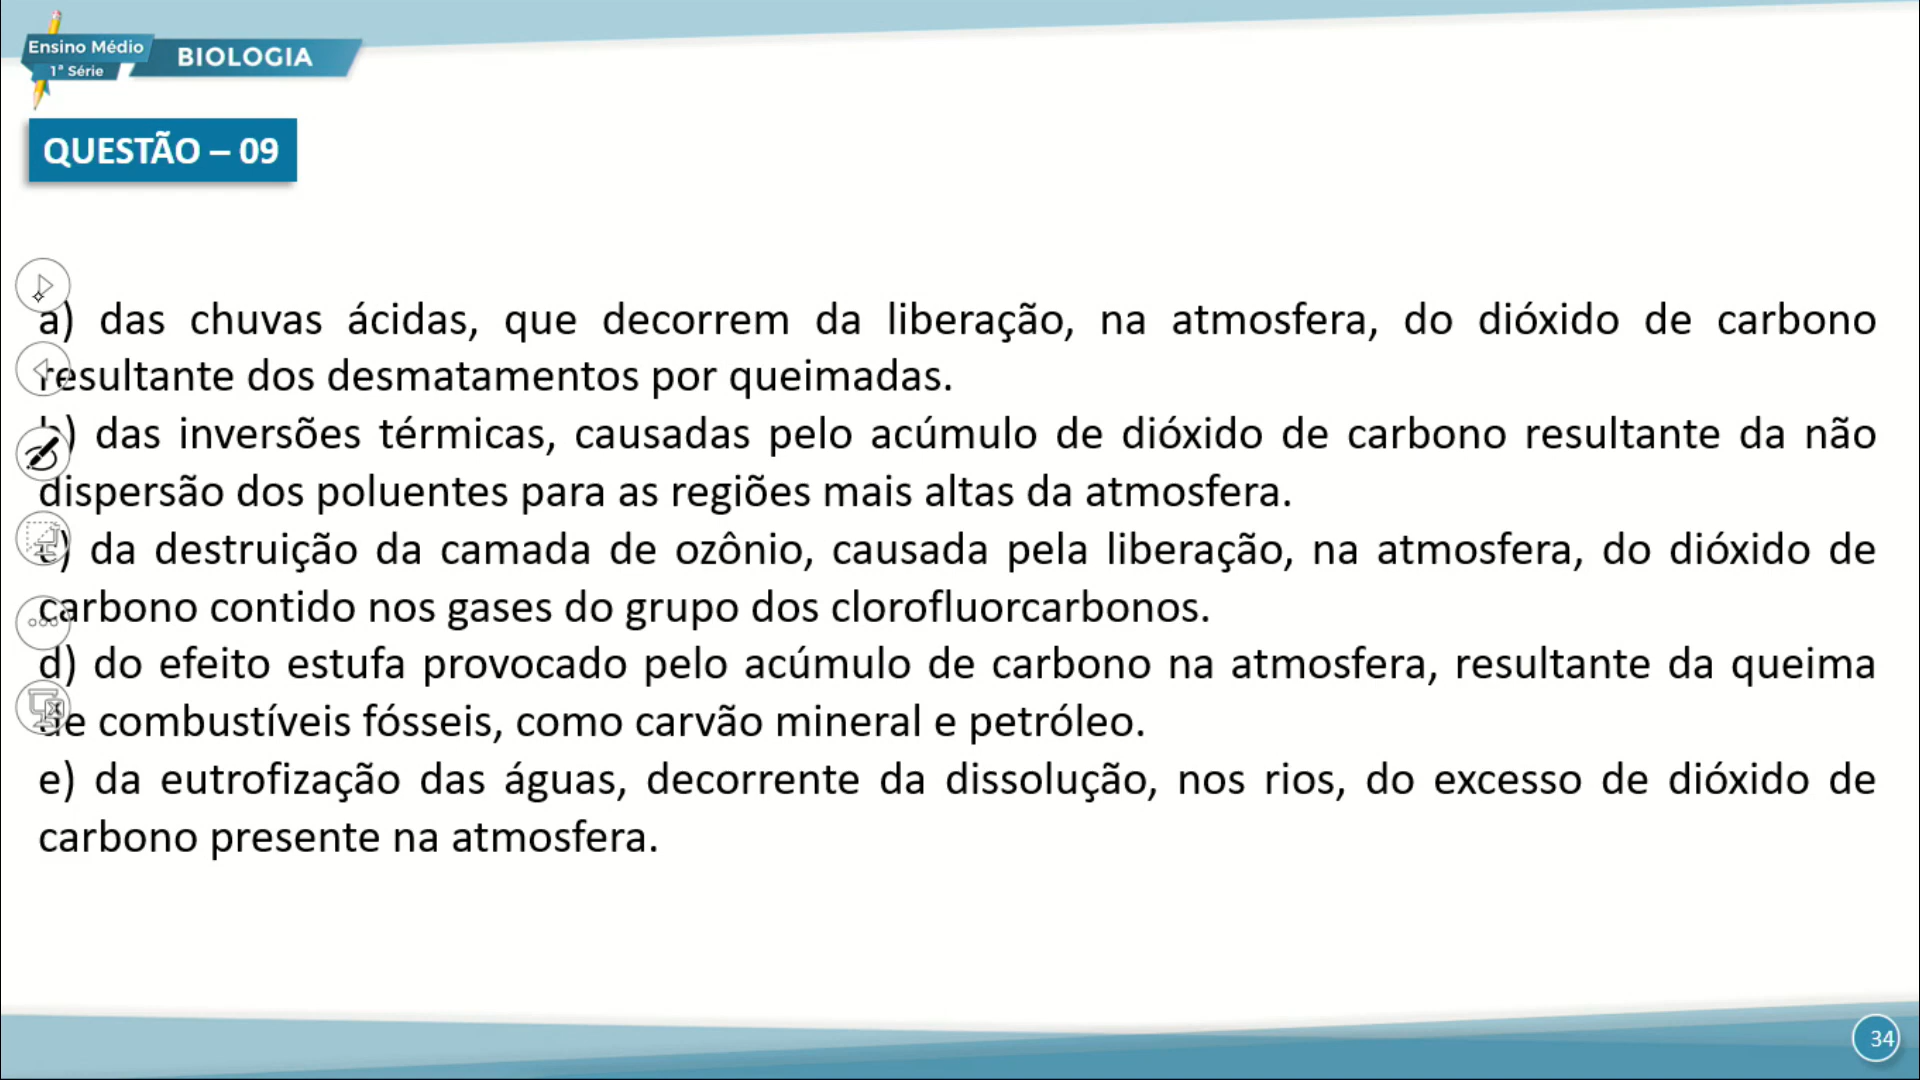 Ensino Médio
1ª Série
BIOLOGIA
QUESTÃO – 09
a) das chuvas ácidas, que decorrem da liberação, na atmosfera, do dióxido de carbono
resultante dos desmatamentos por queimadas.
b) das inversões térmicas, causadas pelo acúmulo de dióxido de carbono resultante da não
dispersão dos poluentes para as regiões mais altas da atmosfera.
c) da destruição da camada de ozônio, causada pela liberação, na atmosfera, do dióxido de
carbono contido nos gases do grupo dos clorofluorcarbonos.
d) do efeito estufa provocado pelo acúmulo de carbono na atmosfera, resultante da queima
de combustíveis fósseis, como carvão mineral e petróleo.
e) da eutrofização das águas, decorrente da dissolução, nos rios, do excesso de dióxido de
carbono presente na atmosfera.
34